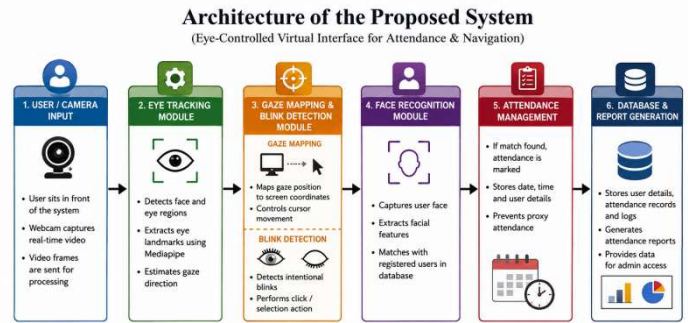 Architecture of the Proposed System
(Eye-Controlled Virtual Interface for Attendance & Navigation)
1. USER / CAMERA
INPUT
• User sits in front
of the system
• Webcam captures
real-time video
• Video frames
are sent for
processing
2. EYE TRACKING
MODULE
• Detects face and
eye regions
• Extracts eye
landmarks using
Mediapipe
• Estimates gaze
direction
3. GAZE MAPPING &
BLINK DETECTION
MODULE
GAZE MAPPING
• Maps gaze position
to screen coordinates
• Controls cursor
movement
BLINK DETECTION
• Detects intentional
blinks
• Performs click /
selection action
4. FACE RECOGNITION
MODULE
• Captures user face
• Extracts facial
features
• Matches with
registered users in
database
5. ATTENDANCE
MANAGEMENT
• If match found,
attendance is
marked
• Stores date, time
and user details
• Prevents proxy
attendance
6. DATABASE &
REPORT GENERATION
• Stores user details,
attendance records
and logs
• Generates
attendance reports
• Provides data
for admin access